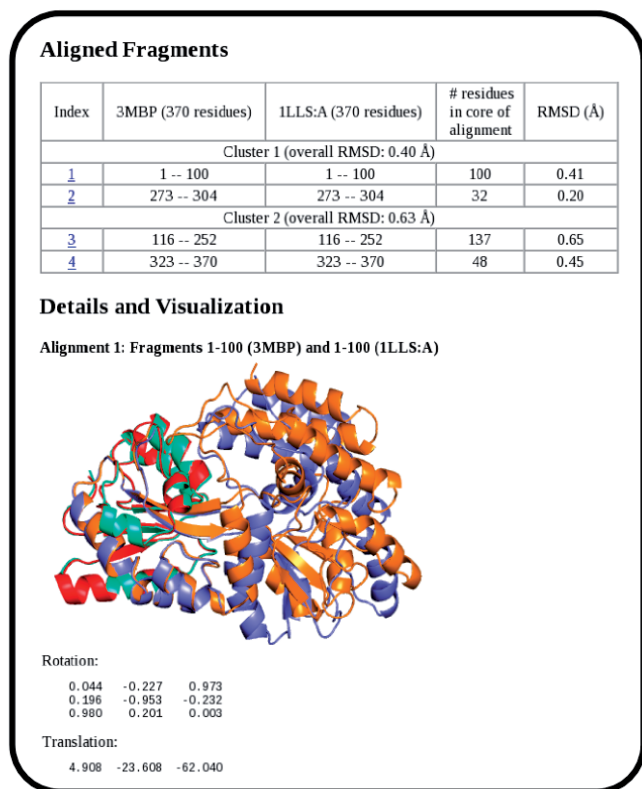 Aligned Fragments
Index 3MBP (370 residues) 1LLS:A (370 residues) # residues in core of alignment RMSD (Å)
Cluster 1 (overall RMSD: 0.40 Å)
1 1 -- 100 1 -- 100 100 0.41
2 273 -- 304 273 -- 304 32 0.20
Cluster 2 (overall RMSD: 0.63 Å)
3 116 -- 252 116 -- 252 137 0.65
4 323 -- 370 323 -- 370 48 0.45
Details and Visualization
Alignment 1: Fragments 1-100 (3MBP) and 1-100 (1LLS:A)
Rotation:
0.044 -0.227 0.973
0.196 -0.953 -0.232
0.980 0.201 0.003
Translation:
4.908 -23.608 -62.040